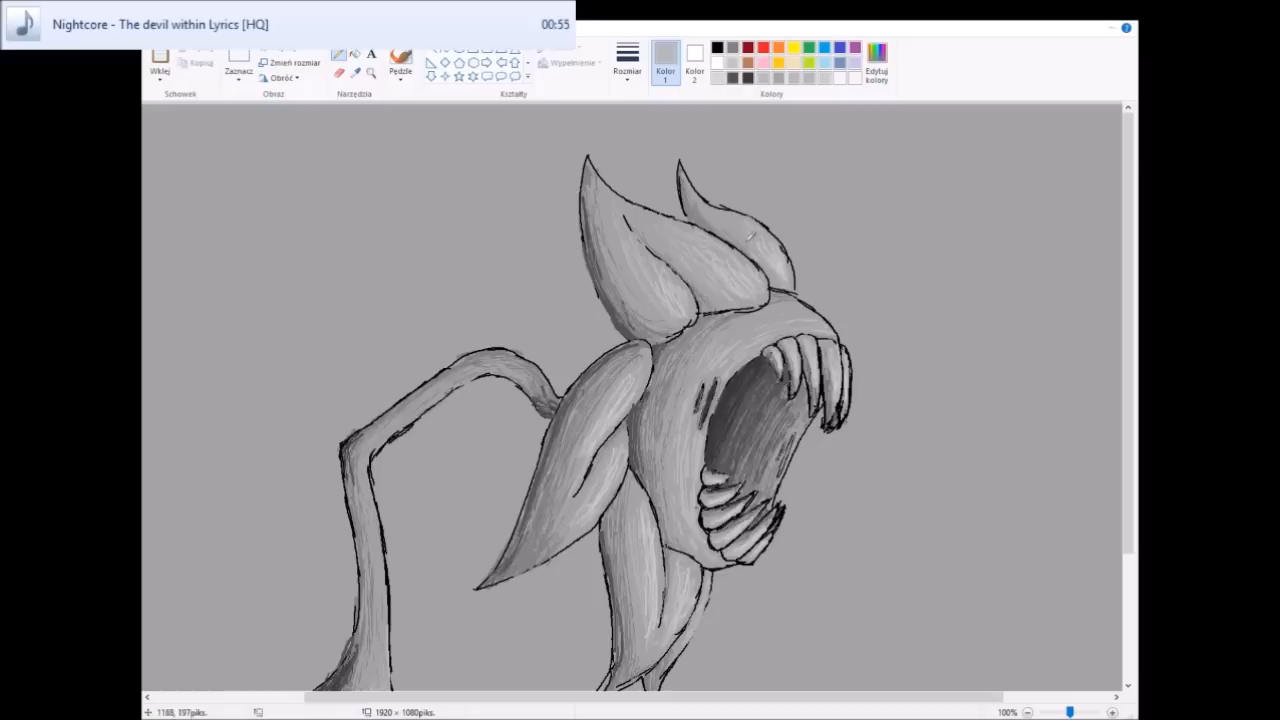 Nightcore - The devil within Lyrics [HQ] 00:55
Wklej
Kopiuj
Zaznacz
Zmień rozmiar
Obróć
Pędzle
Wypełnienie
Rozmiar
Kolor 1
Kolor 2
Edytuj kolory
Schowek
Obraz
Narzędzia
Kształty
Kolory
1188, 197piks.
1920 × 1080piks.
100%